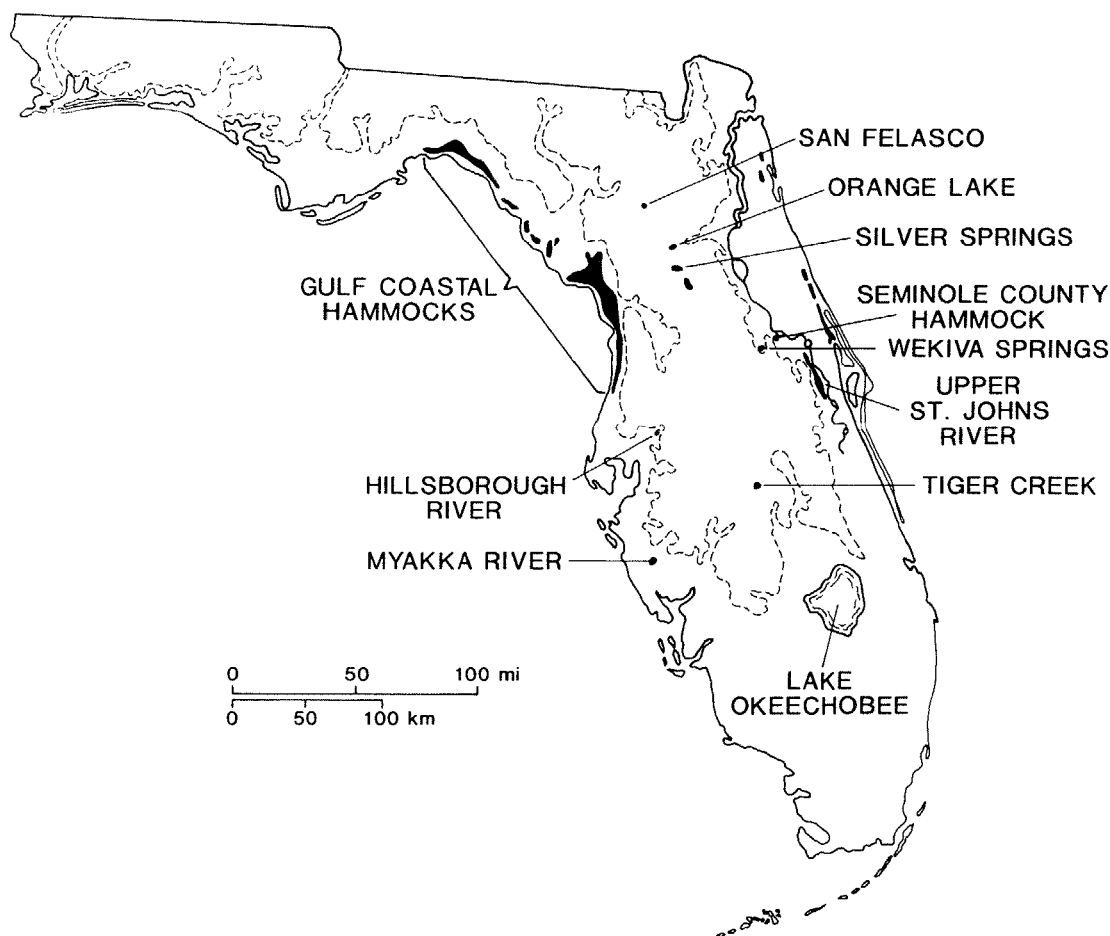 SAN FELASCO
ORANGE LAKE
SILVER SPRINGS
GULF COASTAL
HAMMOCKS
SEMINOLE COUNTY
HAMMOCK
WEKIVA SPRINGS
UPPER
ST. JOHNS
RIVER
HILLSBOROUGH
RIVER
TIGER CREEK
MYAKKA RIVER
LAKE
OKEECHOBEE
0 50 100 mi
0 50 100 km